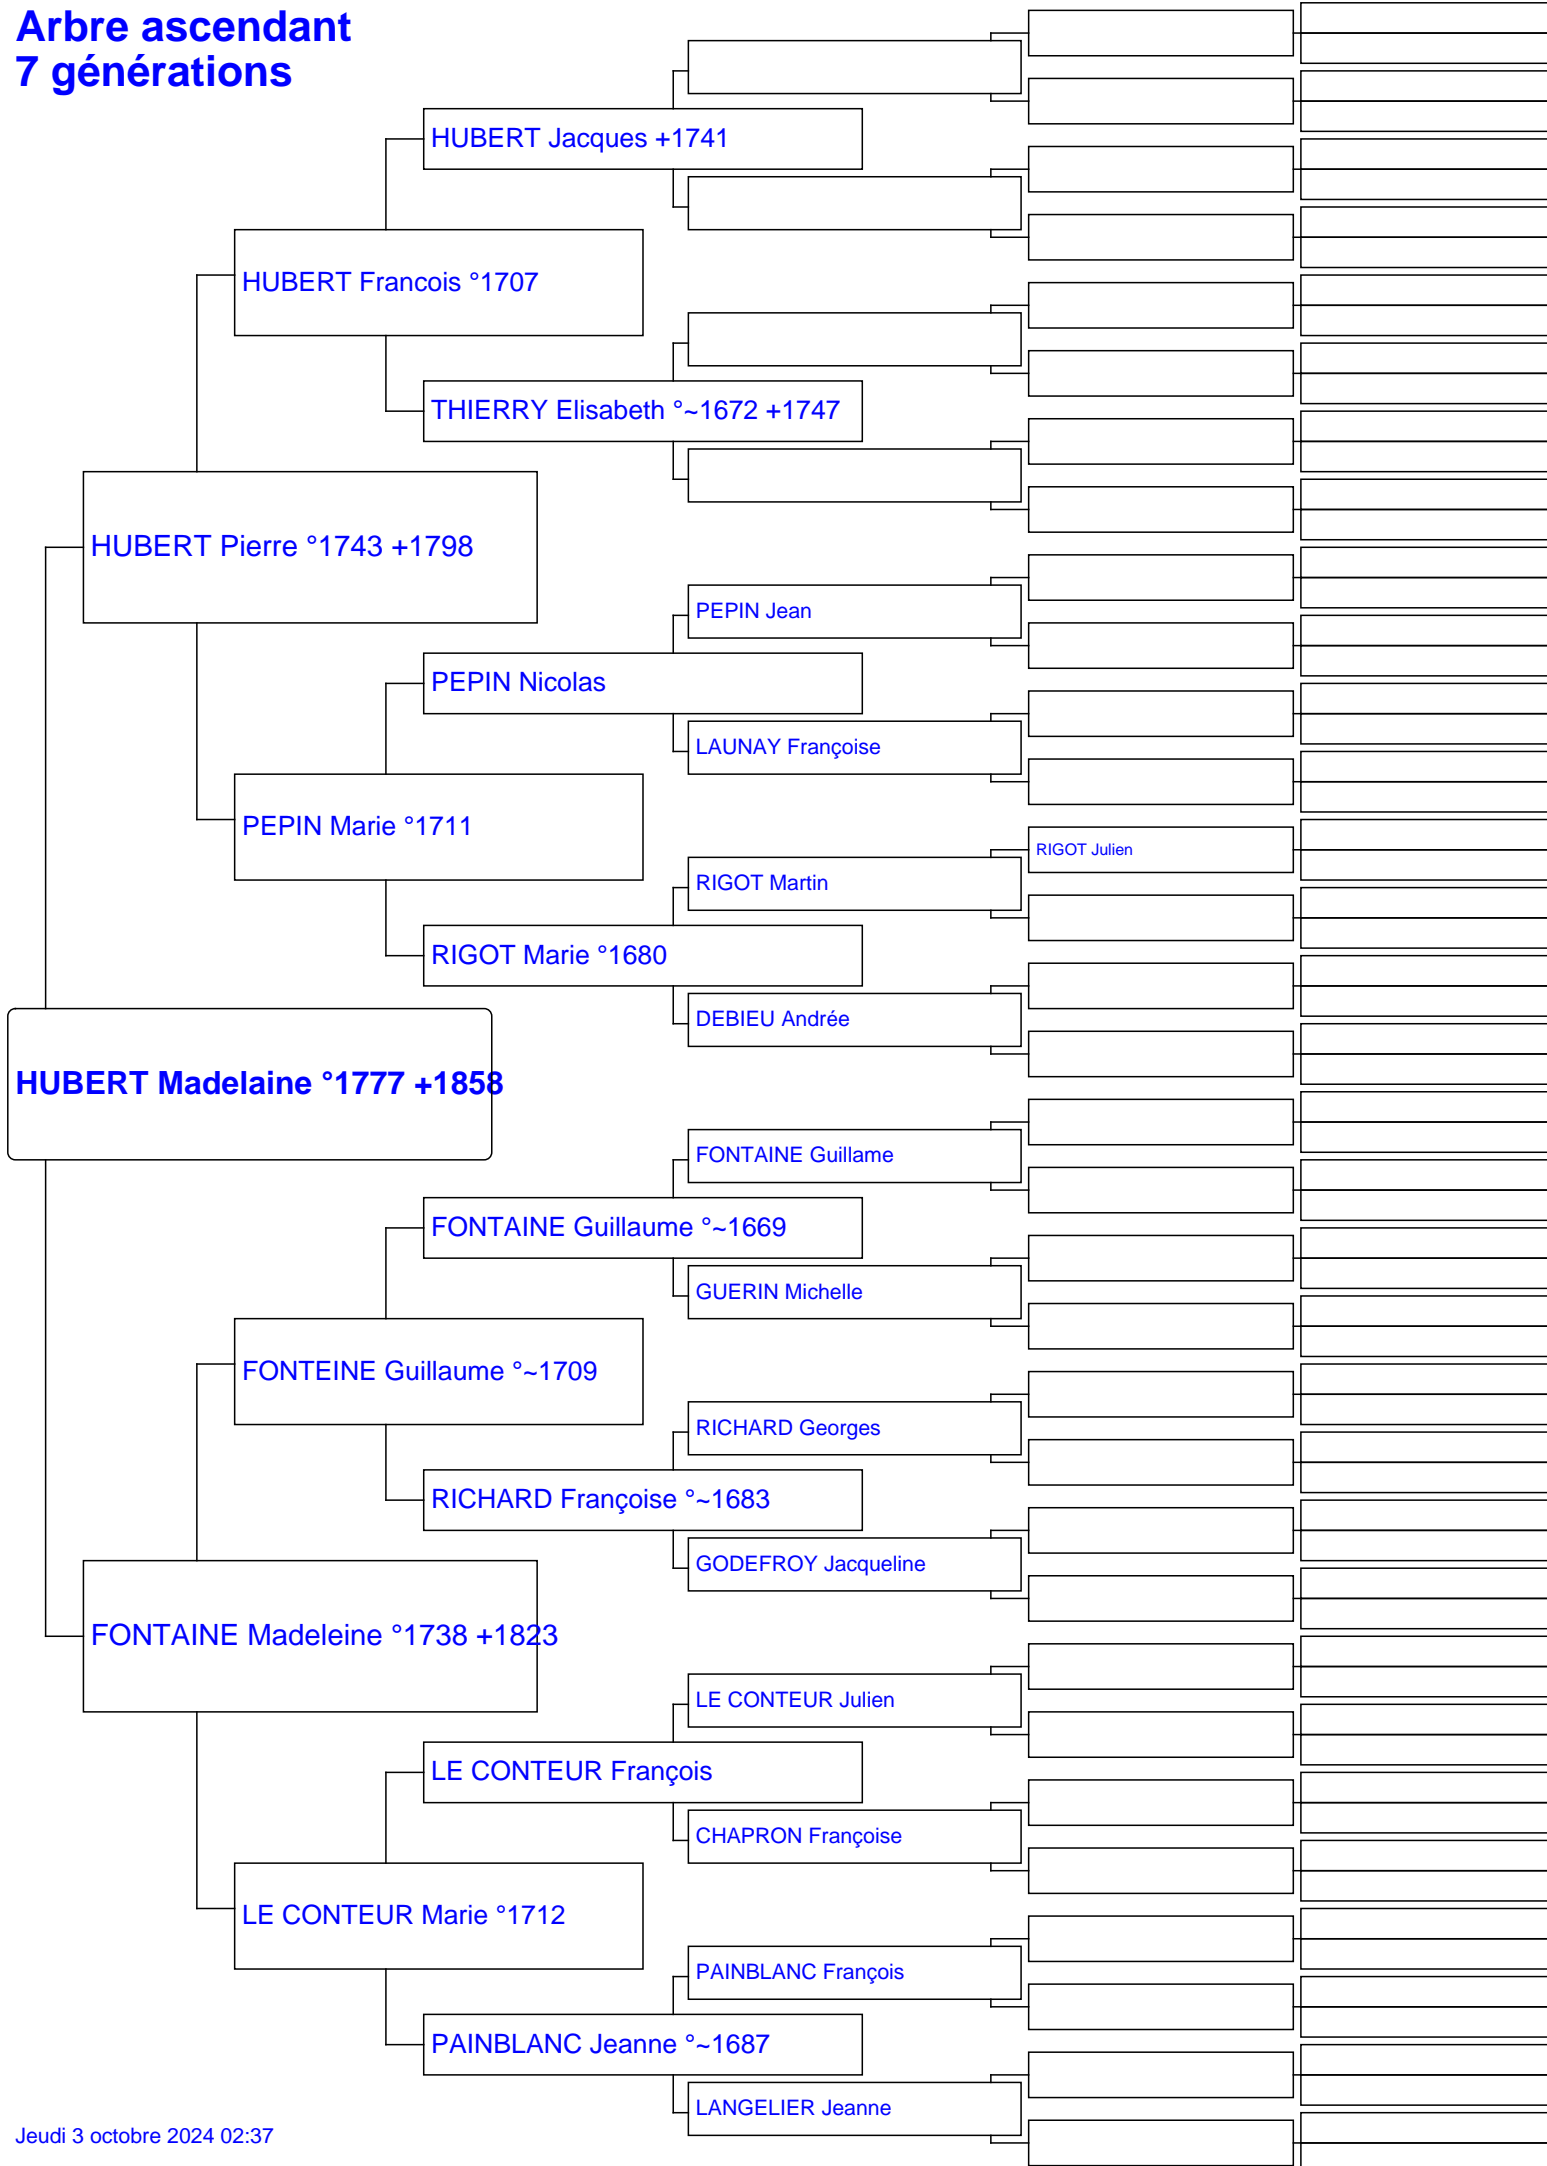 Arbre ascendant
7 générations
HUBERT Jacques +1741
HUBERT Francois °1707
THIERRY Elisabeth °~1672 +1747
HUBERT Pierre °1743 +1798
PEPIN Jean
PEPIN Nicolas
LAUNAY Françoise
PEPIN Marie °1711
RIGOT Julien
RIGOT Martin
RIGOT Marie °1680
DEBIEU Andrée
HUBERT Madelaine °1777 +1858
FONTAINE Guillame
FONTAINE Guillaume °~1669
GUERIN Michelle
FONTEINE Guillaume °~1709
RICHARD Georges
RICHARD Françoise °~1683
GODEFROY Jacqueline
FONTAINE Madeleine °1738 +1823
LE CONTEUR Julien
LE CONTEUR François
CHAPRON Françoise
LE CONTEUR Marie °1712
PAINBLANC François
PAINBLANC Jeanne °~1687
LANGELIER Jeanne
Jeudi 3 octobre 2024 02:37